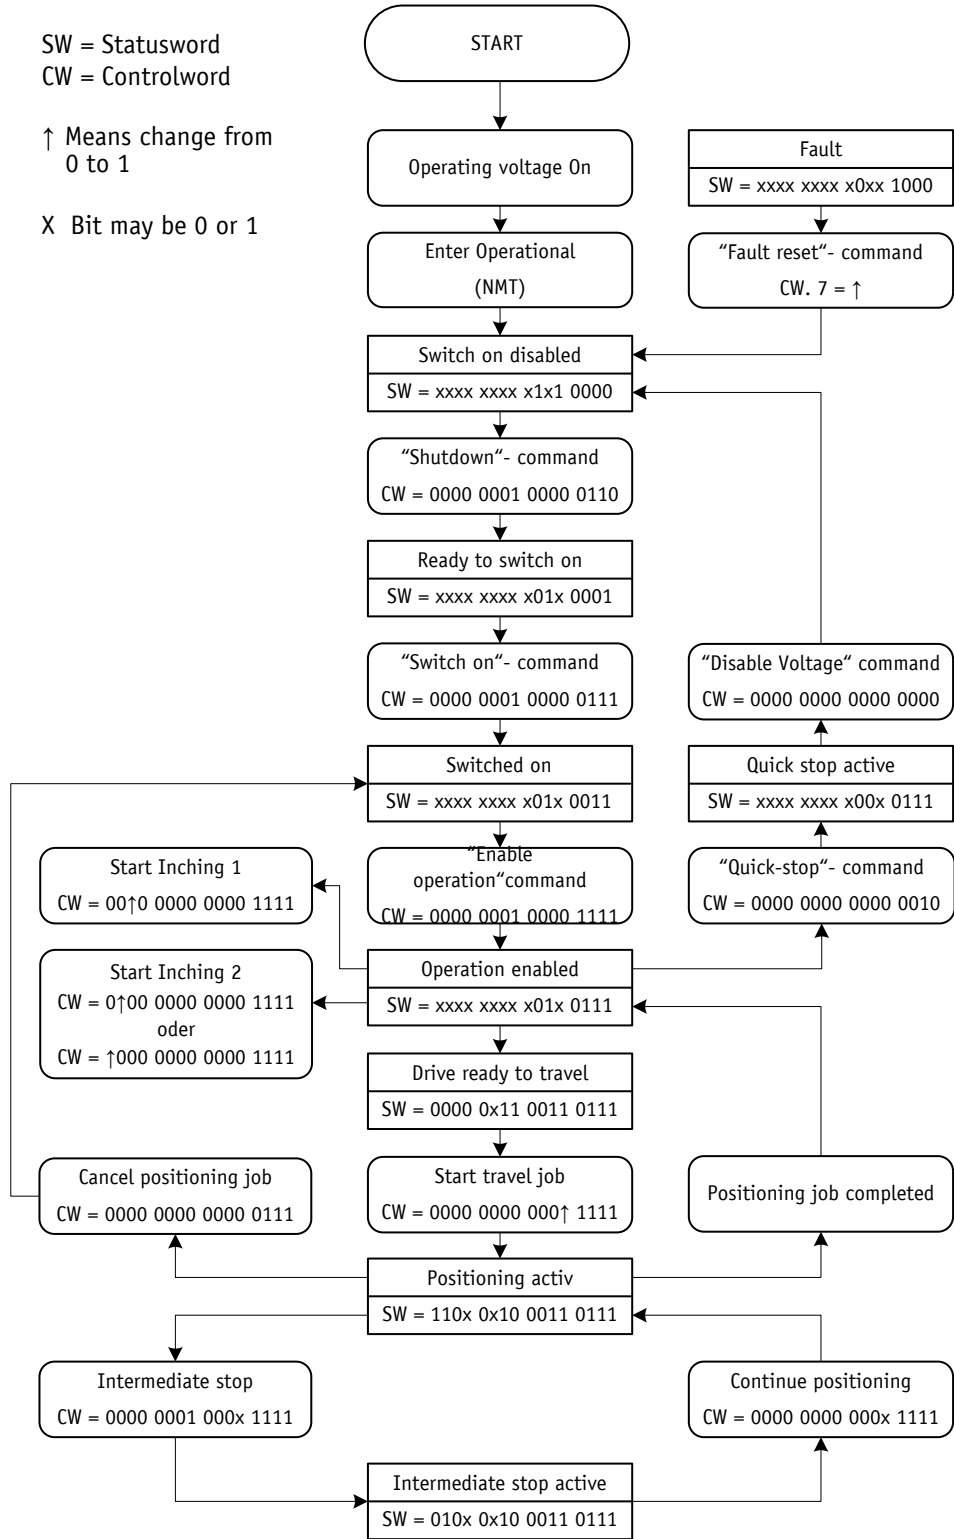 SW = Statusword
CW = Controlword
↑ Means change from
0 to 1
X Bit may be 0 or 1
START
Operating voltage On
Fault
SW = xxxx xxxx x0xx 1000
Enter Operational
(NMT)
“Fault reset“- command
CW. 7 = ↑
Switch on disabled
SW = xxxx xxxx x1x1 0000
“Shutdown“- command
CW = 0000 0001 0000 0110
Ready to switch on
SW = xxxx xxxx x01x 0001
“Switch on“- command
CW = 0000 0001 0000 0111
“Disable Voltage“ command
CW = 0000 0000 0000 0000
Switched on
SW = xxxx xxxx x01x 0011
Quick stop active
SW = xxxx xxxx x00x 0111
Start Inching 1
CW = 00↑0 0000 0000 1111
“Enable
operation“command
CW = 0000 0001 0000 1111
“Quick-stop“- command
CW = 0000 0000 0000 0010
Start Inching 2
CW = 0↑00 0000 0000 1111
oder
CW = ↑000 0000 0000 1111
Operation enabled
SW = xxxx xxxx x01x 0111
Drive ready to travel
SW = 0000 0x11 0011 0111
Cancel positioning job
CW = 0000 0000 0000 0111
Start travel job
CW = 0000 0000 000↑ 1111
Positioning job completed
Positioning activ
SW = 110x 0x10 0011 0111
Intermediate stop
CW = 0000 0001 000x 1111
Continue positioning
CW = 0000 0000 000x 1111
Intermediate stop active
SW = 010x 0x10 0011 0111